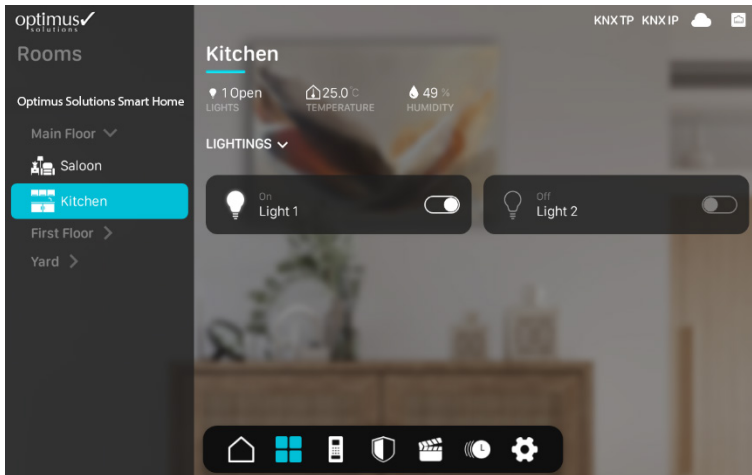 optimus✓
solutions
KNX TP KNX IP
Rooms
Optimus Solutions Smart Home
Main Floor
Saloon
Kitchen
First Floor
Yard
Kitchen
1 Open
LIGHTS
25.0 °C
TEMPERATURE
49 %
HUMIDITY
LIGHTINGS
On
Light 1
Off
Light 2